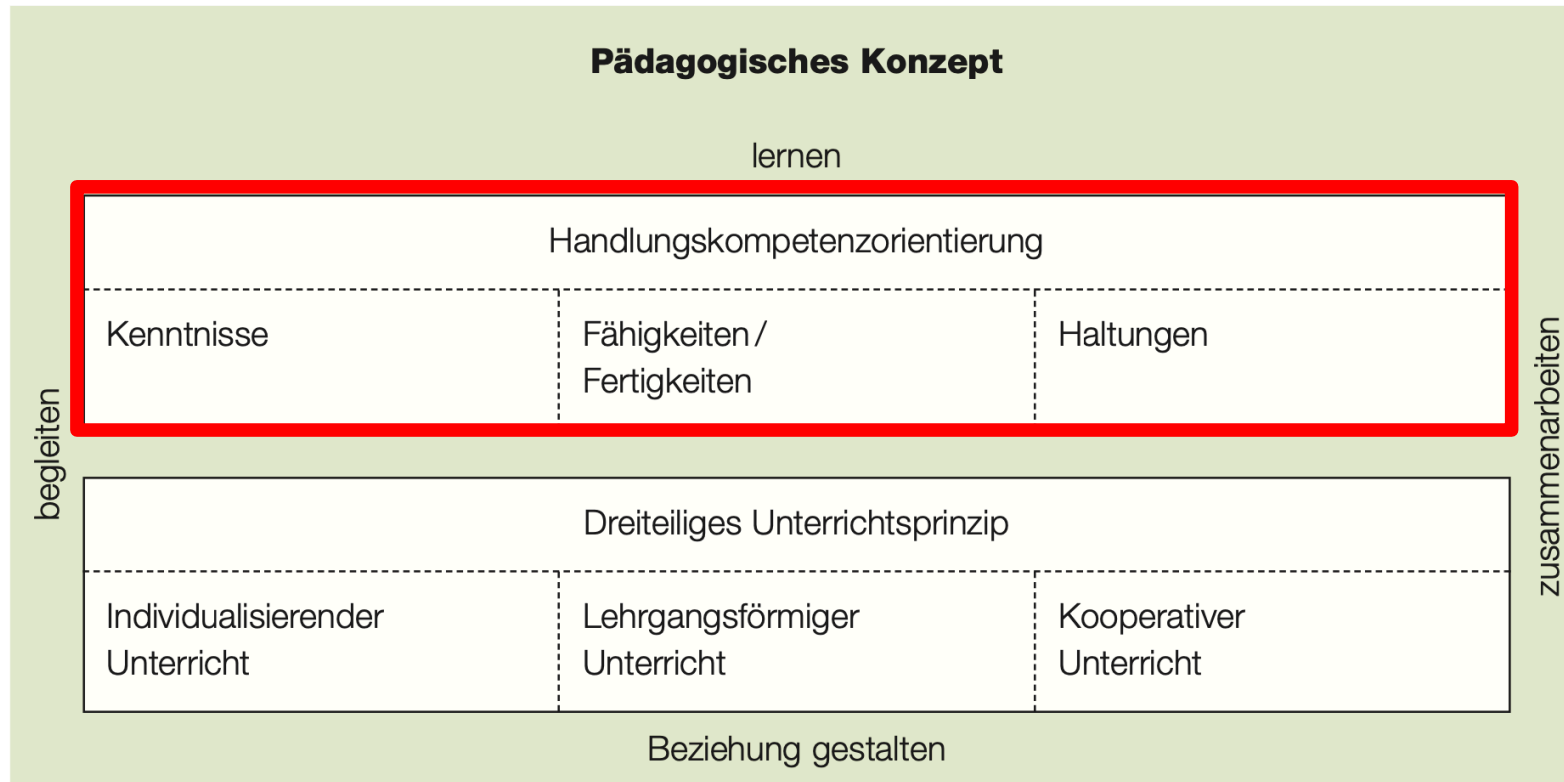 Pädagogisches Konzept
lernen
Handlungskompetenzorientierung
Kenntnisse
Fähigkeiten /
Fertigkeiten
Haltungen
begleiten
zusammenarbeiten
Dreiteiliges Unterrichtsprinzip
Individualisierender
Unterricht
Lehrgangsförmiger
Unterricht
Kooperativer
Unterricht
Beziehung gestalten